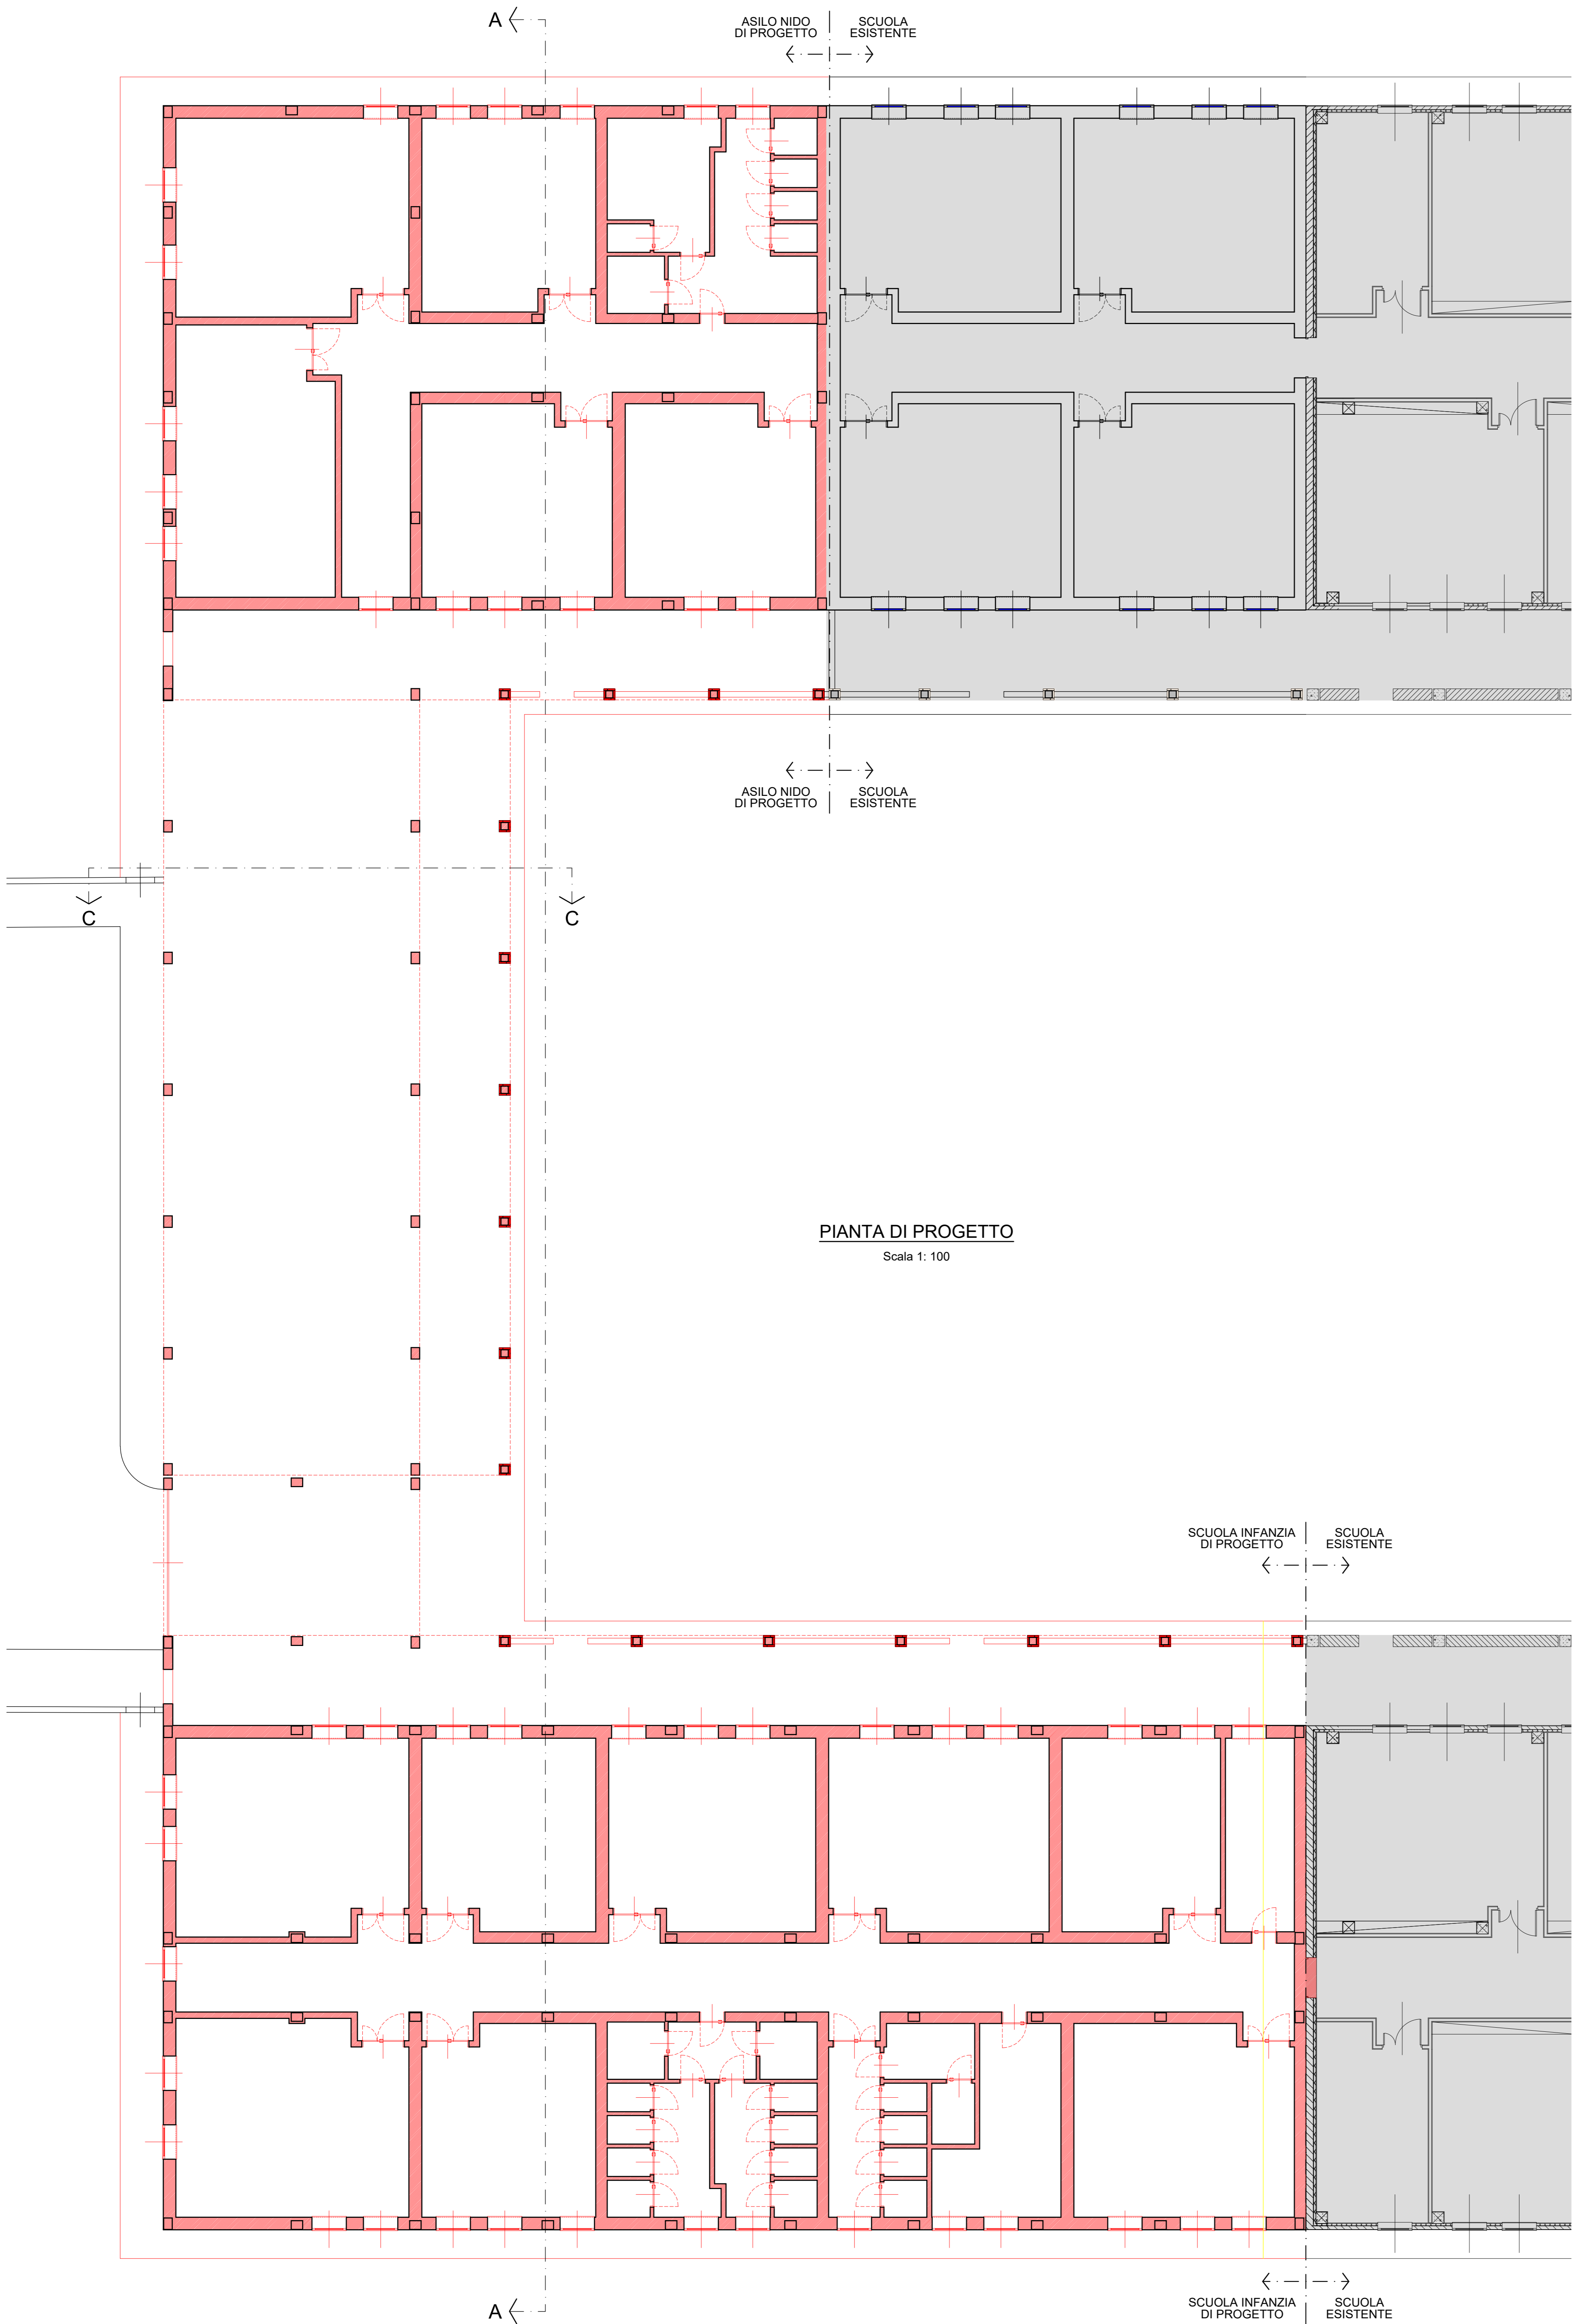 A
ASILO NIDO
DI PROGETTO
SCUOLA
ESISTENTE
ASILO NIDO
DI PROGETTO
SCUOLA
ESISTENTE
C
C
PIANTA DI PROGETTO
Scala 1: 100
SCUOLA INFANZIA
DI PROGETTO
SCUOLA
ESISTENTE
A
SCUOLA INFANZIA
DI PROGETTO
SCUOLA
ESISTENTE